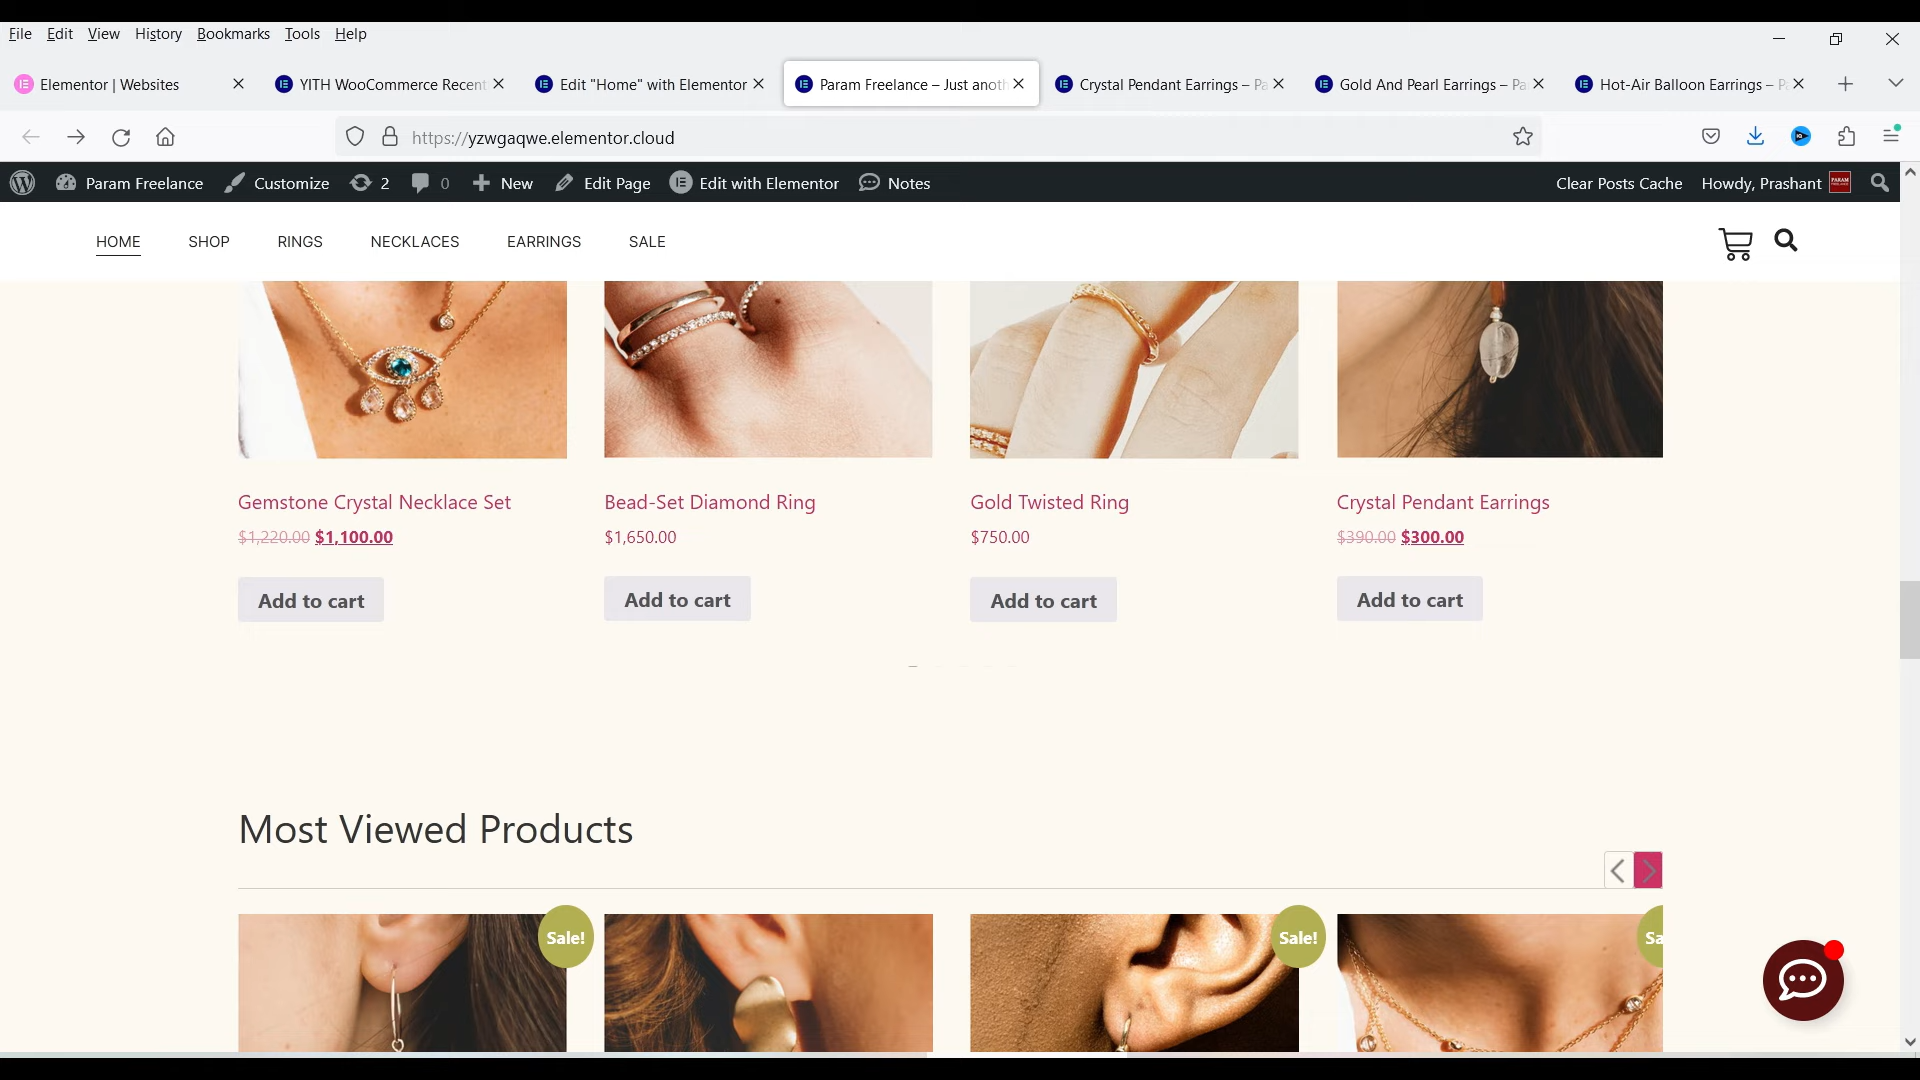 File Edit View History Bookmarks Tools Help
Elementor | Websites YITH WooCommerce Recent Edit "Home" with Elementor Param Freelance – Just anoth Crystal Pendant Earrings – Pa Gold And Pearl Earrings – Pa Hot-Air Balloon Earrings – Pa
https://yzwgaqwe.elementor.cloud
Param Freelance Customize 2 0 New Edit Page Edit with Elementor Notes Clear Posts Cache Howdy, Prashant
HOME SHOP RINGS NECKLACES EARRINGS SALE
Gemstone Crystal Necklace Set Bead-Set Diamond Ring Gold Twisted Ring Crystal Pendant Earrings
$1,220.00 $1,100.00 $1,650.00 $750.00 $390.00 $300.00
Add to cart Add to cart Add to cart Add to cart
Most Viewed Products
Sale! Sale! Sa